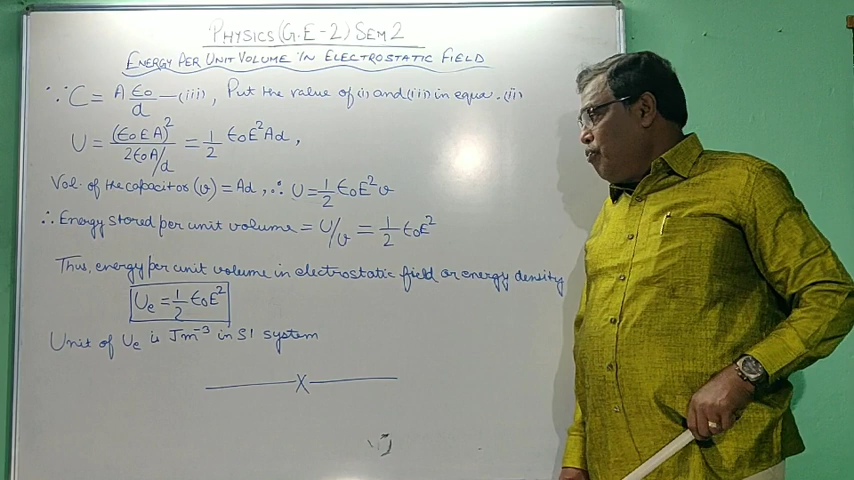 PHYSICS (G.E-2) SEM 2
ENERGY PER UNIT VOLUME IN ELECTROSTATIC FIELD
∵ C = A ε₀/d —(iii), Put the value of (i) and (iii) in equa. (ii)
U = (ε₀EA)²/(2ε₀A/d) = 1/2 ε₀E²Ad,
Vol. of the capacitor (v) = Ad, ∴ U = 1/2 ε₀E²v
∴ Energy stored per unit volume = U/v = 1/2 ε₀E²
Thus, energy per unit volume in electrostatic field or energy density
Ue = 1/2 ε₀E²
Unit of Ue is Jm⁻³ in SI system